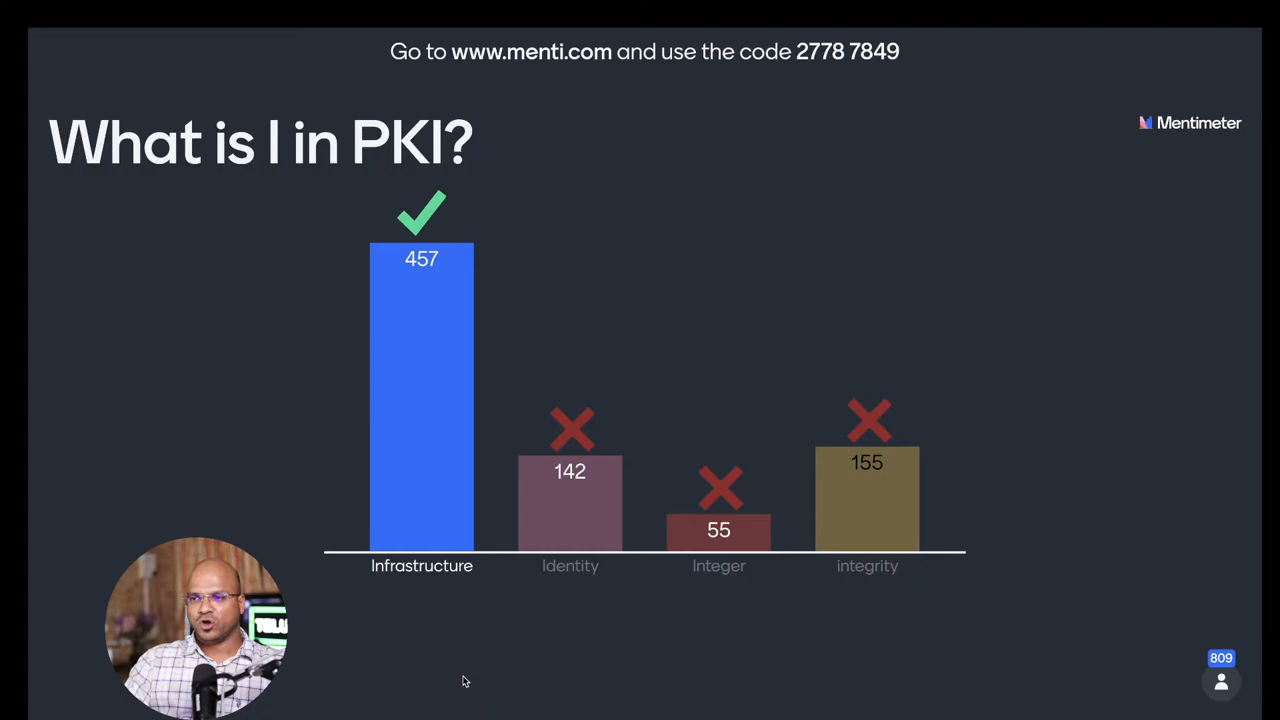 Go to www.menti.com and use the code 2778 7849
What is I in PKI?
Mentimeter
457
142
55
155
Infrastructure
Identity
Integer
integrity
809